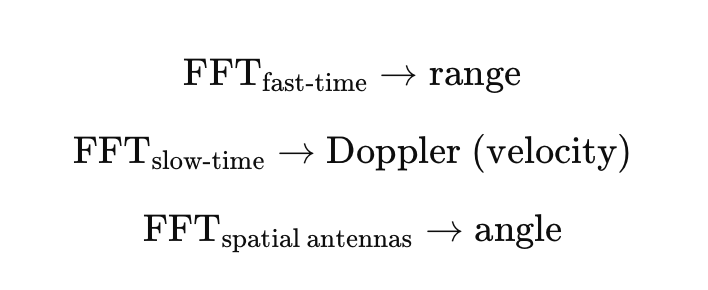 FFT_fast-time → range
FFT_slow-time → Doppler (velocity)
FFT_spatial antennas → angle